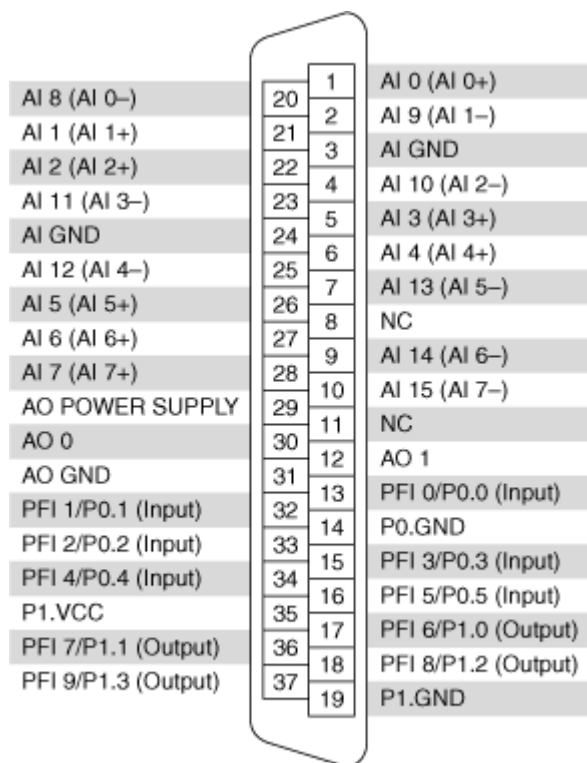 AI 8 (AI 0–)
AI 1 (AI 1+)
AI 2 (AI 2+)
AI 11 (AI 3–)
AI GND
AI 12 (AI 4–)
AI 5 (AI 5+)
AI 6 (AI 6+)
AI 7 (AI 7+)
AO POWER SUPPLY
AO 0
AO GND
PFI 1/P0.1 (Input)
PFI 2/P0.2 (Input)
PFI 4/P0.4 (Input)
P1.VCC
PFI 7/P1.1 (Output)
PFI 9/P1.3 (Output)
20
21
22
23
24
25
26
27
28
29
30
31
32
33
34
35
36
37
1
2
3
4
5
6
7
8
9
10
11
12
13
14
15
16
17
18
19
AI 0 (AI 0+)
AI 9 (AI 1–)
AI GND
AI 10 (AI 2–)
AI 3 (AI 3+)
AI 4 (AI 4+)
AI 13 (AI 5–)
NC
AI 14 (AI 6–)
AI 15 (AI 7–)
NC
AO 1
PFI 0/P0.0 (Input)
P0.GND
PFI 3/P0.3 (Input)
PFI 5/P0.5 (Input)
PFI 6/P1.0 (Output)
PFI 8/P1.2 (Output)
P1.GND